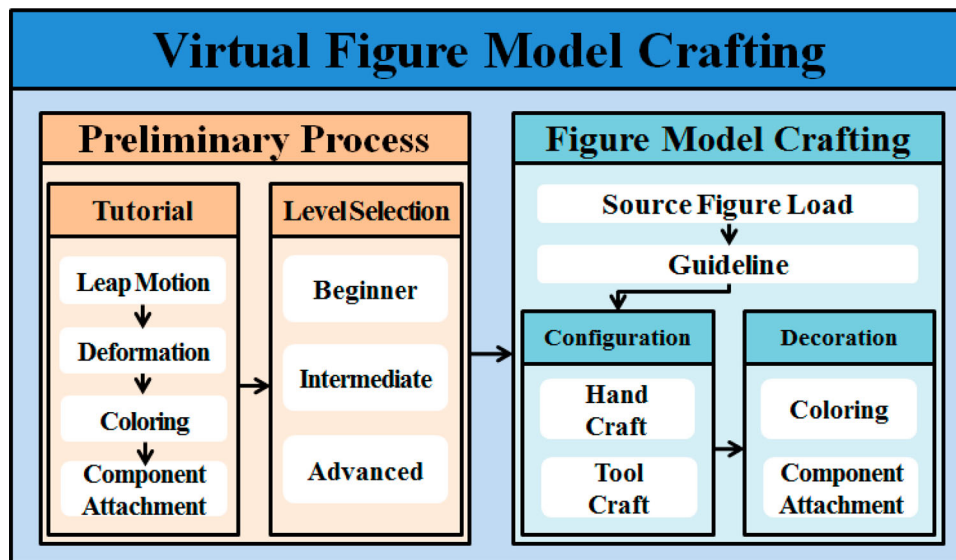 Virtual Figure Model Crafting
Preliminary Process
Tutorial
Leap Motion
Deformation
Coloring
Component
Attachment
Level Selection
Beginner
Intermediate
Advanced
Figure Model Crafting
Source Figure Load
Guideline
Configuration
Hand
Craft
Tool
Craft
Decoration
Coloring
Component
Attachment